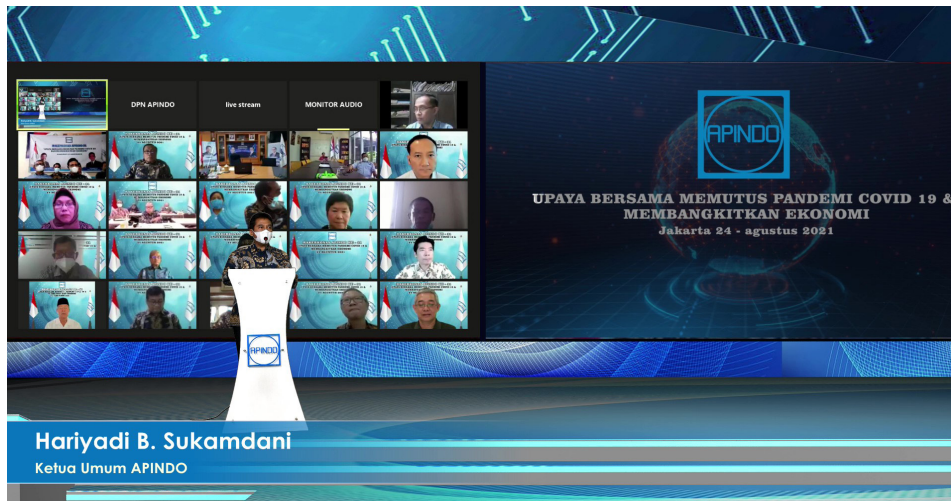 DPN APINDO
live stream
MONITOR AUDIO
APINDO
UPAYA BERSAMA MEMUTUS PANDEMI COVID 19 &
MEMBANGKITKAN EKONOMI
Jakarta 24 - agustus 2021
APINDO
Hariyadi B. Sukamdani
Ketua Umum APINDO